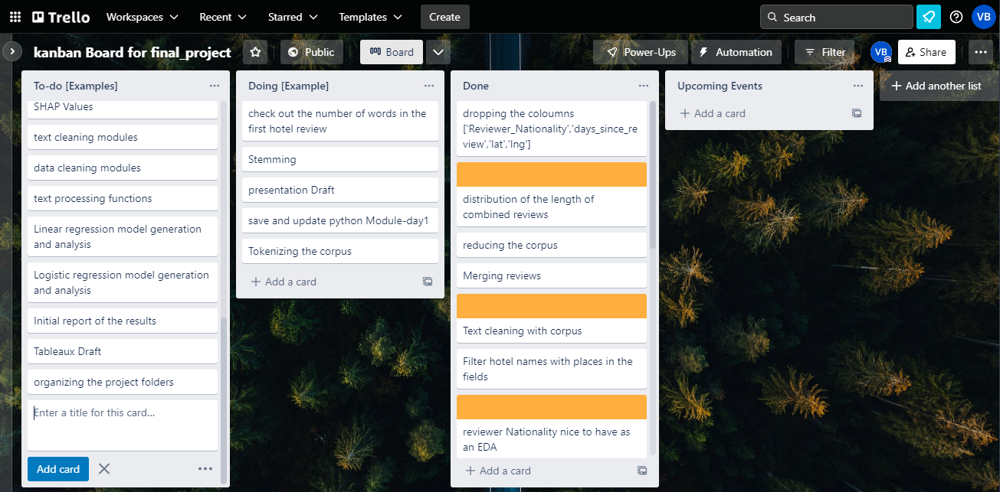 Trello
Workspaces
Recent
Starred
Templates
Create
Search
VB
kanban Board for final_project
Public
Board
Power-Ups
Automation
Filter
VB
Share
To-do [Examples]
SHAP Values
text cleaning modules
data cleaning modules
text processing functions
Linear regression model generation
and analysis
Logistic regression model generation
and analysis
Initial report of the results
Tableaux Draft
organizing the project folders
Enter a title for this card...
Add card
Doing [Example]
check out the number of words in the
first hotel review
Stemming
presentation Draft
save and update python Module-day1
Tokenizing the corpus
Add a card
Done
dropping the coloumns
['Reviewer_Nationality','days_since_re
view','lat','lng']
distribution of the length of
combined reviews
reducing the corpus
Merging reviews
Text cleaning with corpus
Filter hotel names with places in the
fields
reviewer Nationality nice to have as
an EDA
Add a card
Upcoming Events
Add a card
Add another list